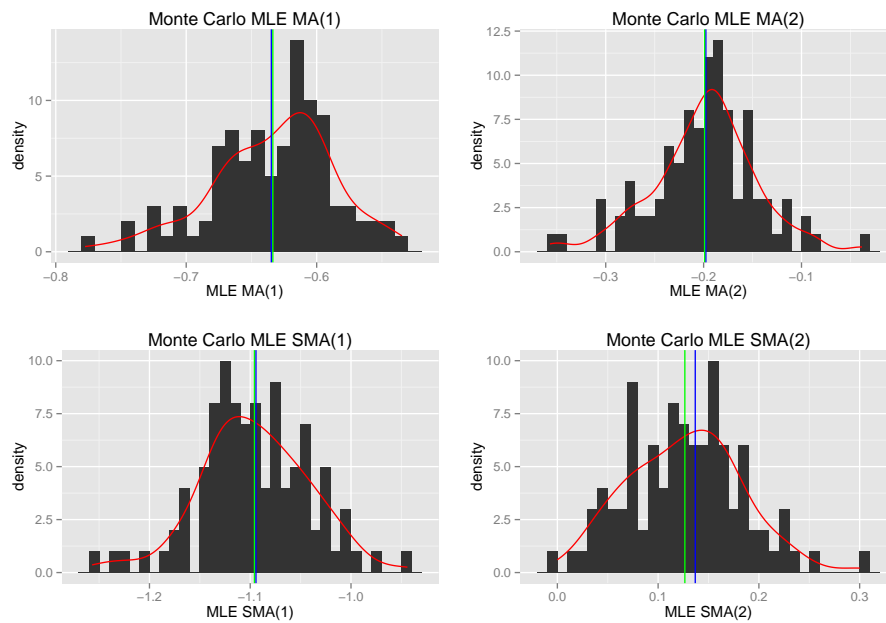 Monte Carlo MLE MA(1)
density
10
5
0
−0.8
−0.7
−0.6
MLE MA(1)
Monte Carlo MLE MA(2)
density
12.5
10.0
7.5
5.0
2.5
0.0
−0.3
−0.2
−0.1
MLE MA(2)
Monte Carlo MLE SMA(1)
density
10.0
7.5
5.0
2.5
0.0
−1.2
−1.1
−1.0
MLE SMA(1)
Monte Carlo MLE SMA(2)
density
10.0
7.5
5.0
2.5
0.0
0.0
0.1
0.2
0.3
MLE SMA(2)